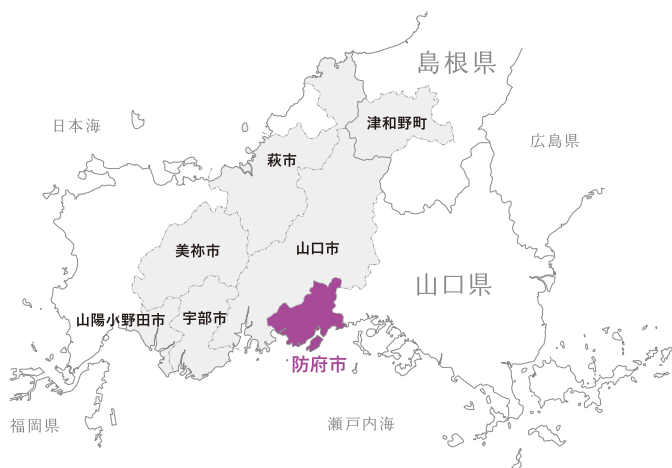 島根県
日本海
津和野町
広島県
萩市
美祢市
山口市
山口県
山陽小野田市
宇部市
防府市
福岡県
瀬戸内海